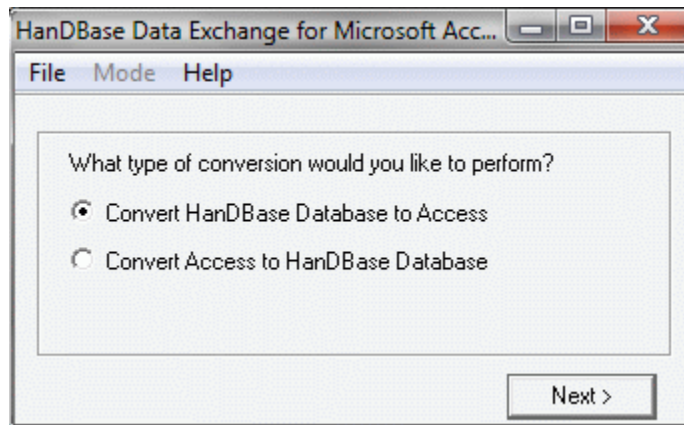 HanDBase Data Exchange for Microsoft Acc...
File Mode Help
What type of conversion would you like to perform?
Convert HanDBase Database to Access
Convert Access to HanDBase Database
Next >